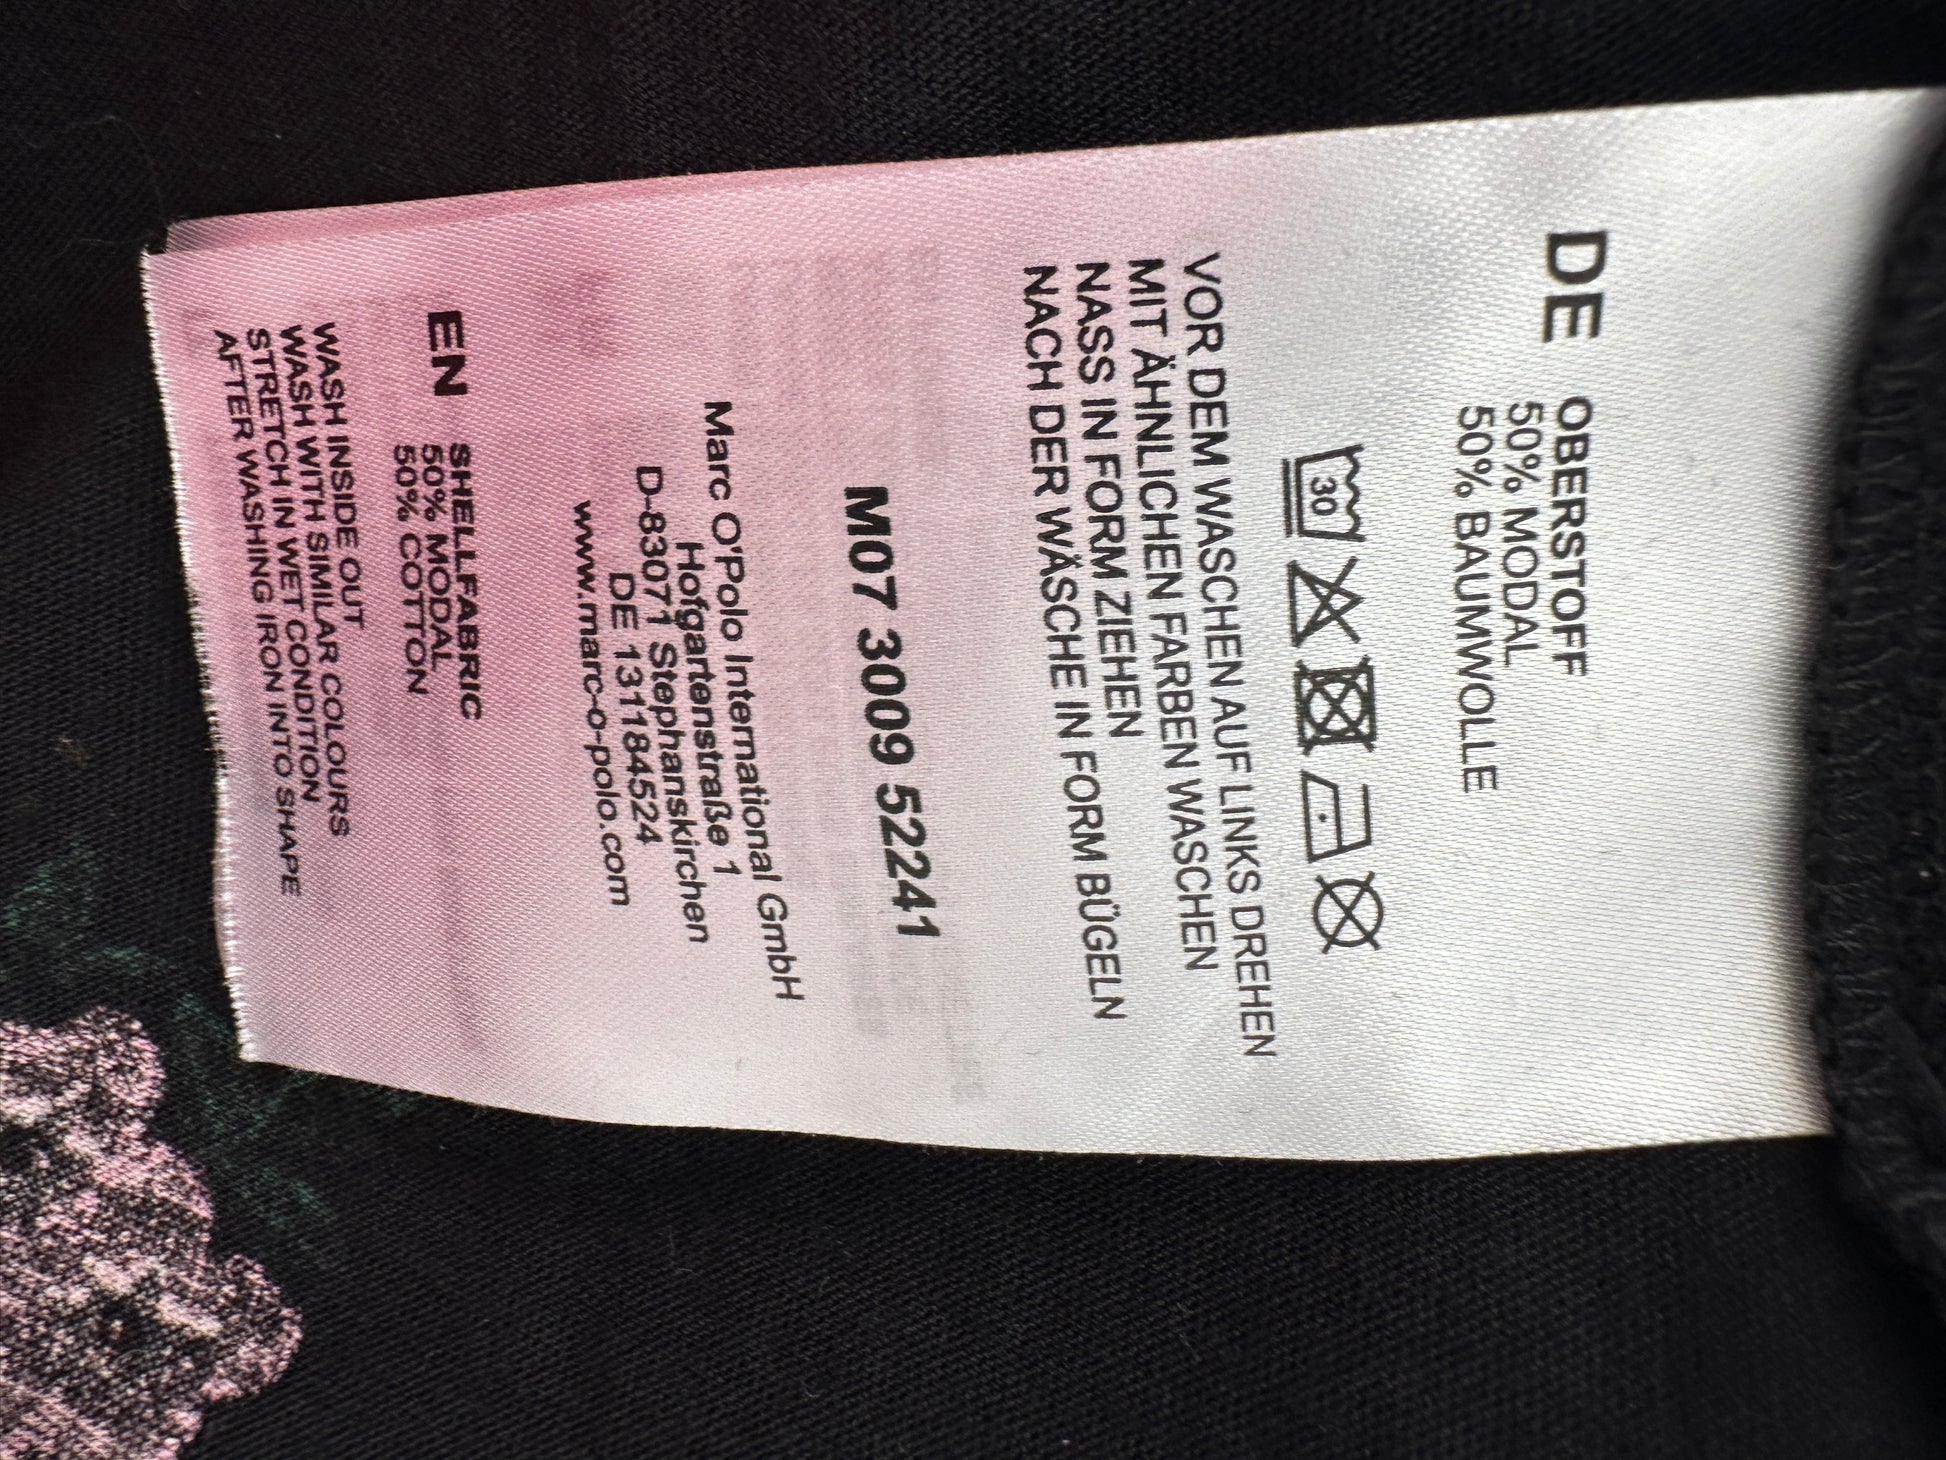 DE OBERSTOFF
50% MODAL
50% BAUMWOLLE
30
VOR DEM WASCHEN AUF LINKS DREHEN
MIT ÄHNLICHEN FARBEN WASCHEN
NASS IN FORM ZIEHEN
NACH DER WÄSCHE IN FORM BÜGELN
M07 3009 52241
Marc O'Polo International GmbH
Hofgartenstraße 1
D-83071 Stephanskirchen
DE 131184524
www.marc-o-polo.com
EN SHELLFABRIC
50% MODAL
50% COTTON
WASH INSIDE OUT
WASH WITH SIMILAR COLOURS
STRETCH IN WET CONDITION
AFTER WASHING IRON INTO SHAPE